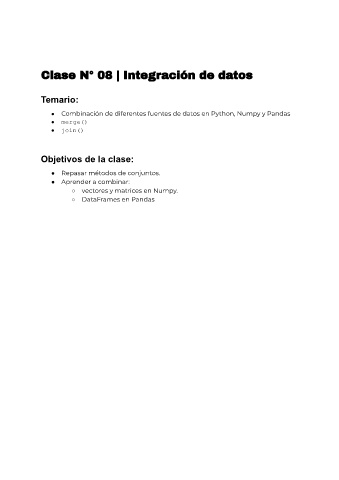 Clase N° 08 | Integración de datos
Temario:
● Combinación de diferentes fuentes de datos en Python, Numpy y Pandas
● merge()
● join()
Objetivos de la clase:
● Repasar métodos de conjuntos.
● Aprender a combinar:
○ vectores y matrices en Numpy.
○ DataFrames en Pandas